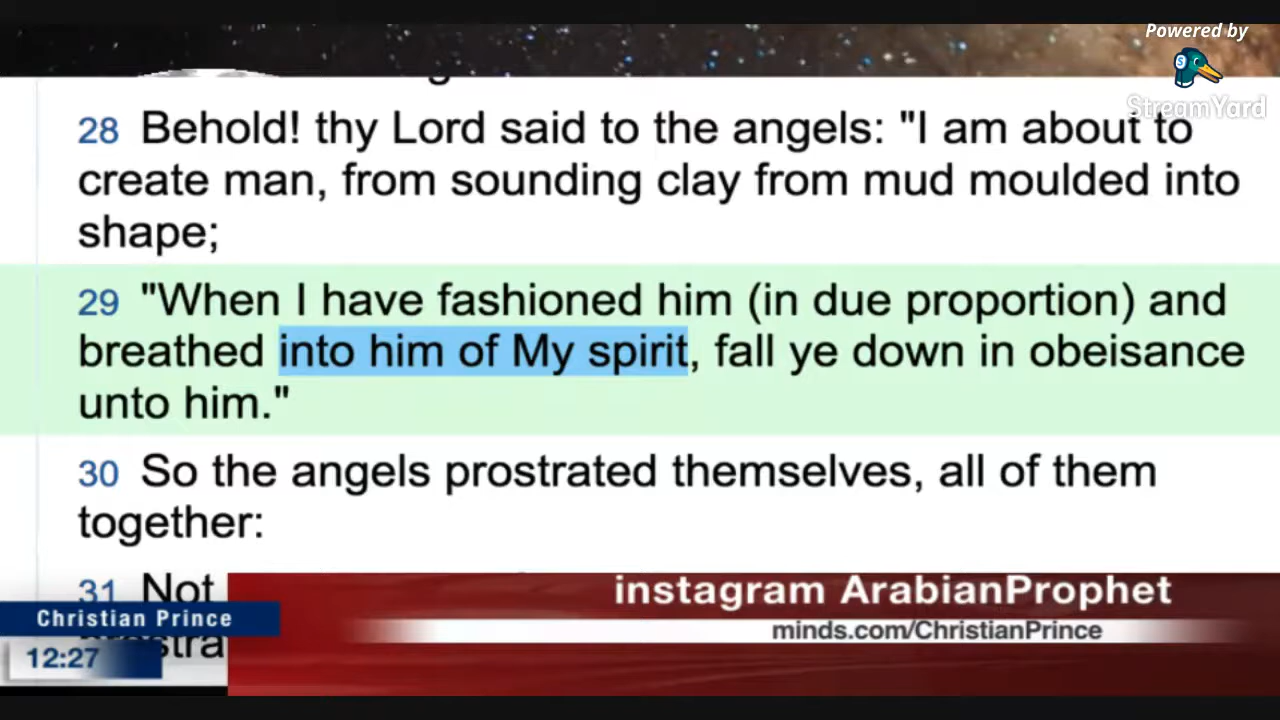 Powered by
StreamYard
28 Behold! thy Lord said to the angels: "I am about to
create man, from sounding clay from mud moulded into
shape;
29 "When I have fashioned him (in due proportion) and
breathed into him of My spirit, fall ye down in obeisance
unto him."
30 So the angels prostrated themselves, all of them
together:
31 Not
instagram ArabianProphet
Christian Prince
minds.com/ChristianPrince
12:27